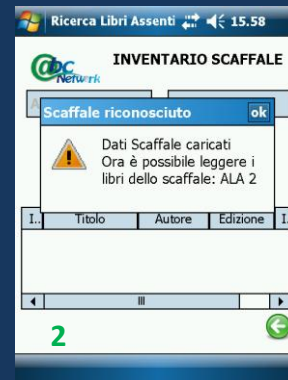 Ricerca Libri Assenti 15.58
abc
Network
INVENTARIO SCAFFALE
A
Scaffale riconosciuto ok
Dati Scaffale caricati
Ora è possibile leggere i
libri dello scaffale: ALA 2
I.. Titolo Autore Edizione I.
2